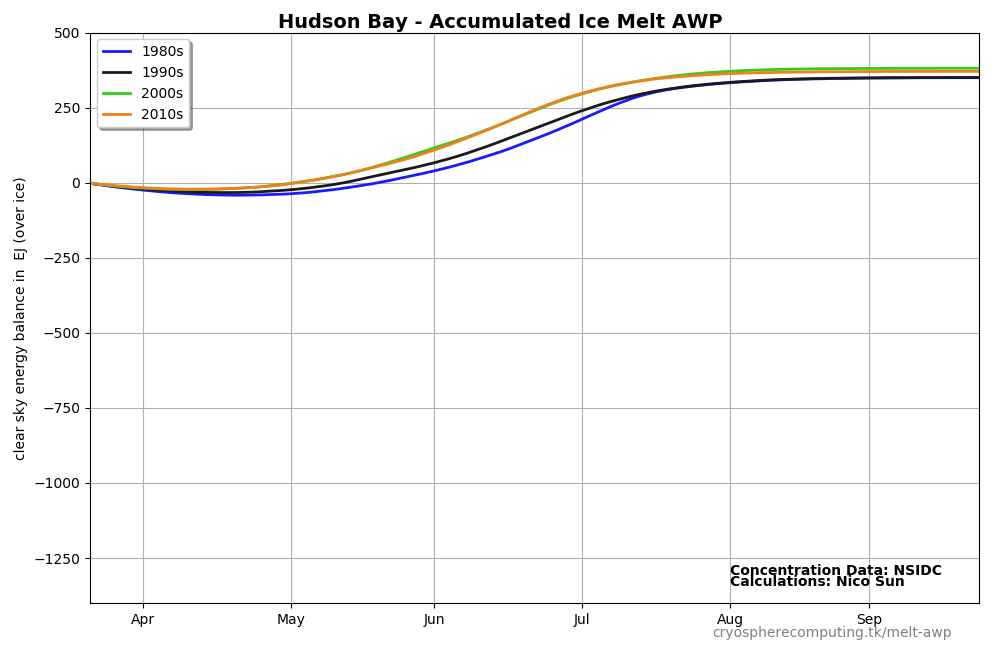 Hudson Bay - Accumulated Ice Melt AWP
500
250
0
−250
−500
−750
−1000
−1250
clear sky energy balance in  EJ (over ice)
1980s
1990s
2000s
2010s
Concentration Data: NSIDC
Calculations: Nico Sun
Apr
May
Jun
Jul
Aug
Sep
cryospherecomputing.tk/melt-awp